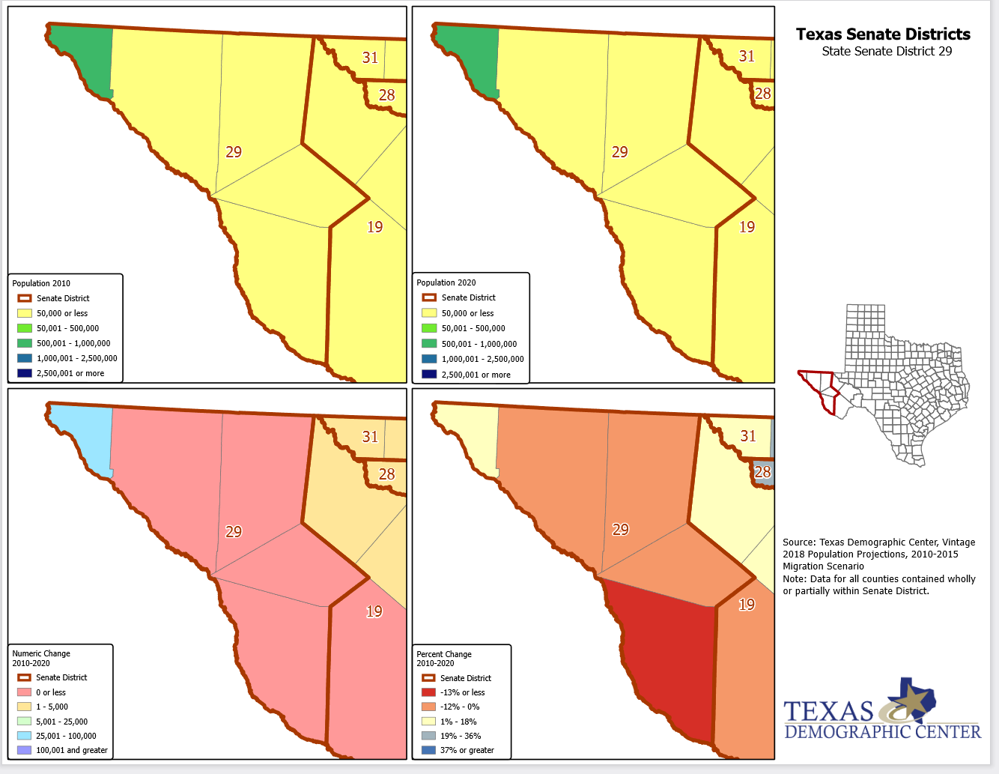 Texas Senate Districts
State Senate District 29
31
28
29
19
Population 2010
Senate District
50,000 or less
50,001 - 500,000
500,001 - 1,000,000
1,000,001 - 2,500,000
2,500,001 or more
31
28
29
19
Population 2020
Senate District
50,000 or less
50,001 - 500,000
500,001 - 1,000,000
1,000,001 - 2,500,000
2,500,001 or more
31
28
29
19
Numeric Change
2010-2020
Senate District
0 or less
1 - 5,000
5,001 - 25,000
25,001 - 100,000
100,001 and greater
31
28
29
19
Percent Change
2010-2020
Senate District
-13% or less
-12% - 0%
1% - 18%
19% - 36%
37% or greater
Source: Texas Demographic Center, Vintage
2018 Population Projections, 2010-2015
Migration Scenario
Note: Data for all counties contained wholly
or partially within Senate District.
TEXAS
DEMOGRAPHIC CENTER